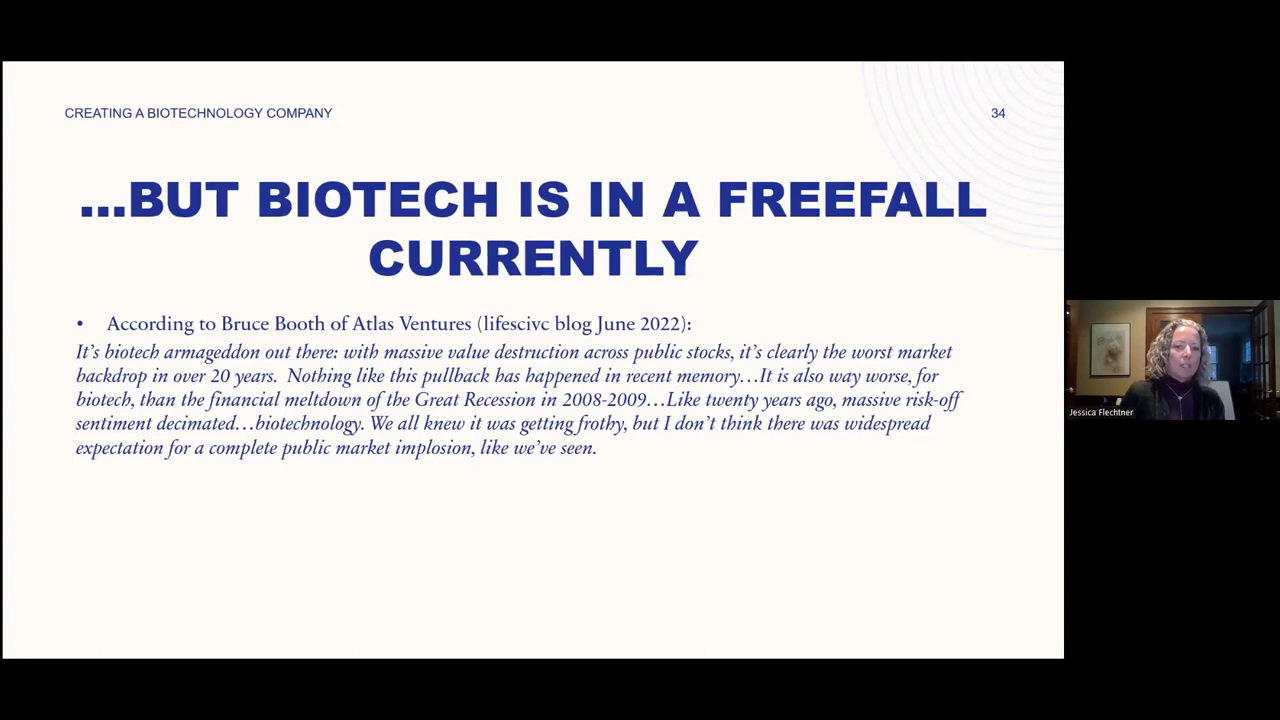 CREATING A BIOTECHNOLOGY COMPANY
34
...BUT BIOTECH IS IN A FREEFALL
CURRENTLY
• According to Bruce Booth of Atlas Ventures (lifescivc blog June 2022):
It's biotech armageddon out there: with massive value destruction across public stocks, it's clearly the worst market
backdrop in over 20 years.  Nothing like this pullback has happened in recent memory…It is also way worse, for
biotech, than the financial meltdown of the Great Recession in 2008-2009…Like twenty years ago, massive risk-off
sentiment decimated…biotechnology. We all knew it was getting frothy, but I don't think there was widespread
expectation for a complete public market implosion, like we've seen.
Jessica Flechtner